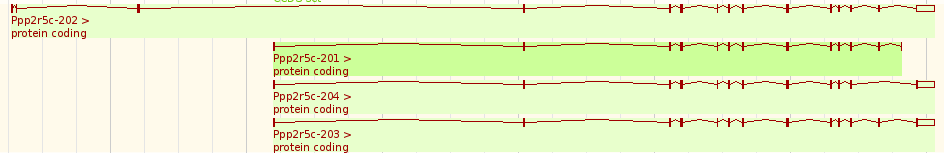 Ppp2r5c-202 >
protein coding
Ppp2r5c-201 >
protein coding
Ppp2r5c-204 >
protein coding
Ppp2r5c-203 >
protein coding